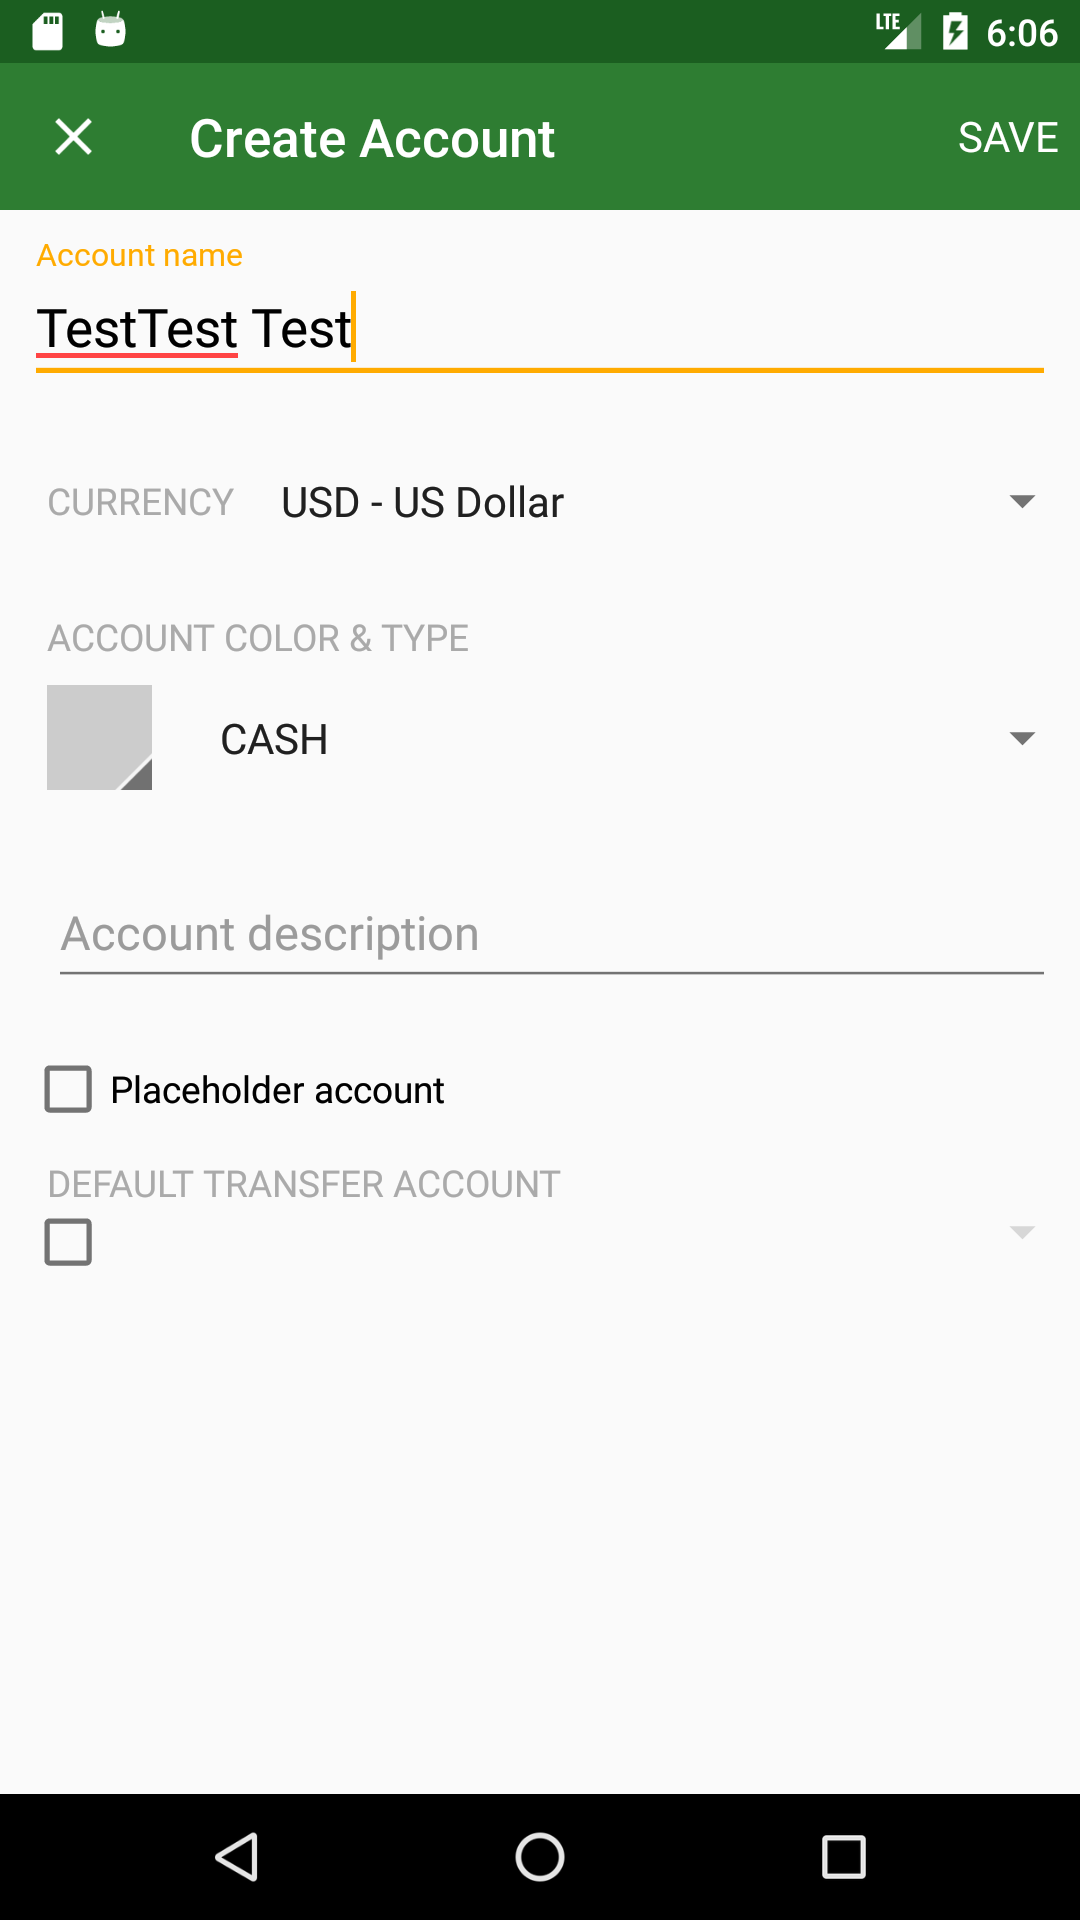 LTE 6:06
Create Account SAVE
Account name
TestTest Test
CURRENCY USD - US Dollar
ACCOUNT COLOR & TYPE
CASH
Account description
Placeholder account
DEFAULT TRANSFER ACCOUNT